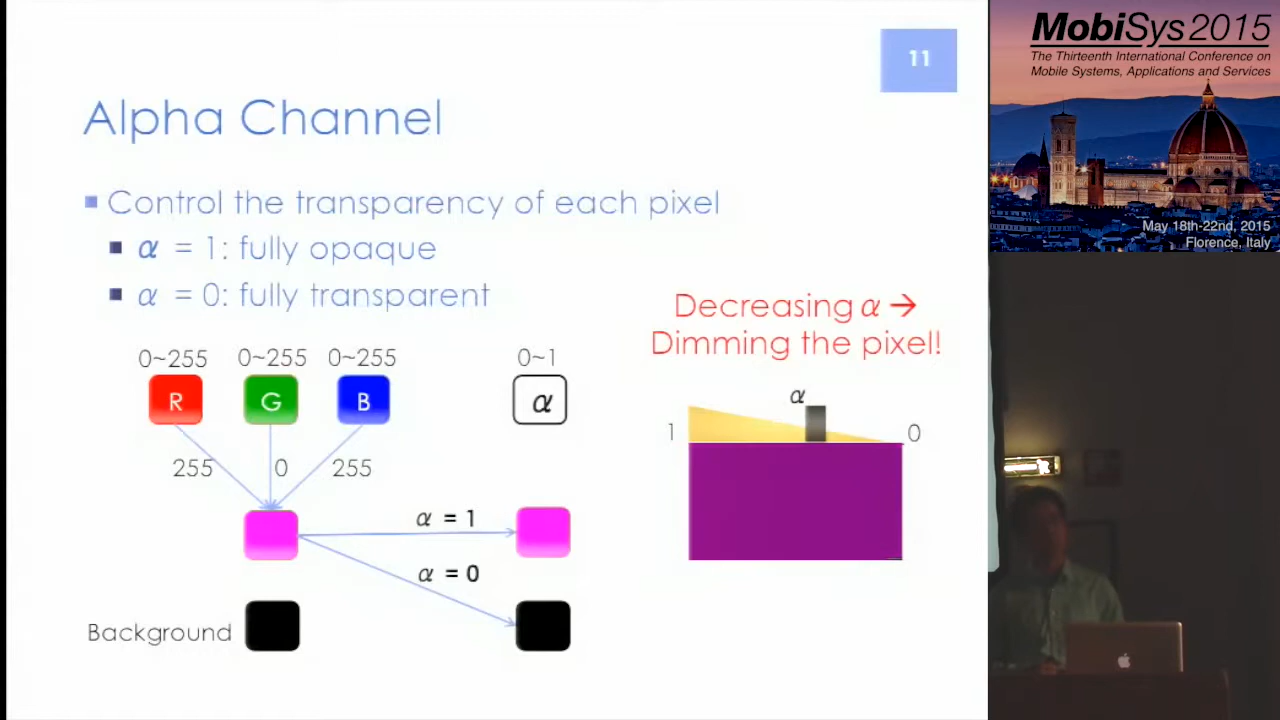 11
Alpha Channel
Control the transparency of each pixel
α = 1: fully opaque
α = 0: fully transparent
Decreasing α →
Dimming the pixel!
0~255 0~255 0~255 0~1
R G B α
α
1 0
255 0 255
α = 1
α = 0
Background
MobiSys 2015
The Thirteenth International Conference on
Mobile Systems, Applications and Services
May 18th-22nd, 2015
Florence, Italy